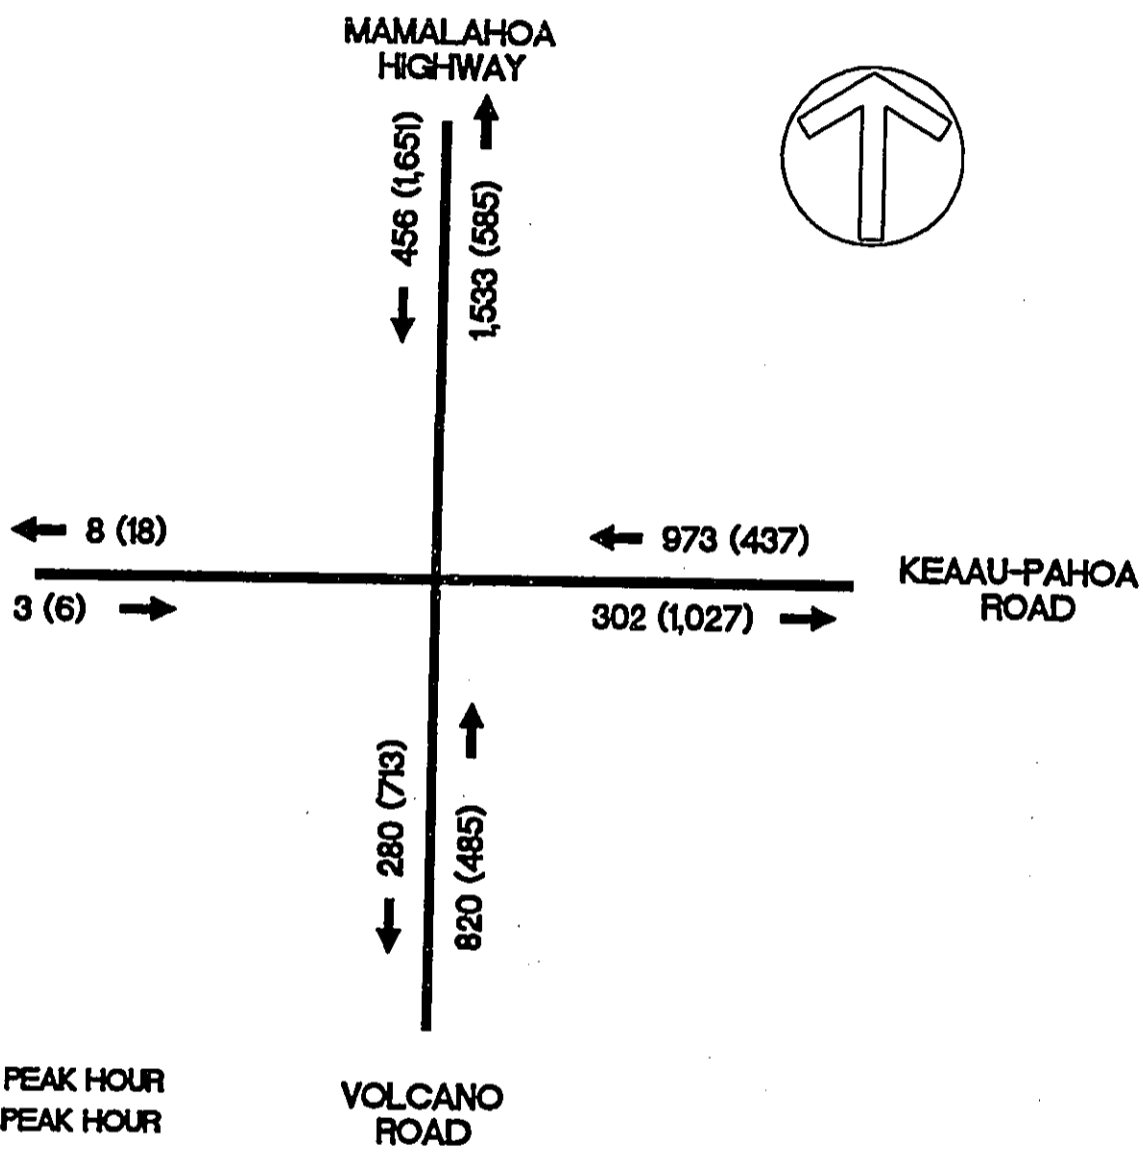 MAMALAHOA
HIGHWAY
456 (1,651)
1,533 (585)
8 (18)
973 (437)
KEAAU-PAHOA
ROAD
3 (6)
302 (1,027)
280 (713)
820 (485)
PEAK HOUR
PEAK HOUR
VOLCANO
ROAD